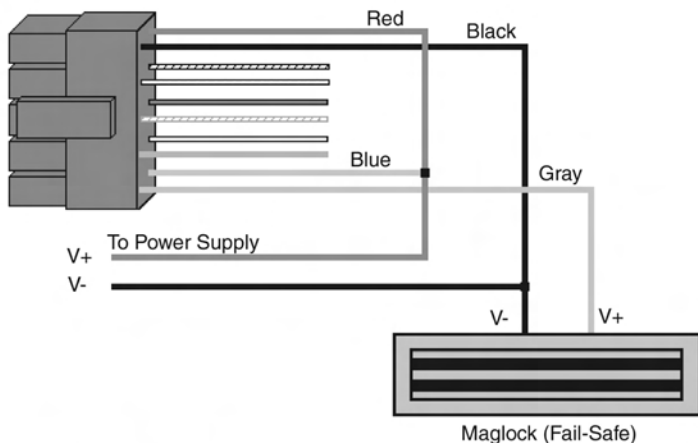 Red
Black
Blue
Gray
To Power Supply
V+
V-
V-
V+
Maglock (Fail-Safe)